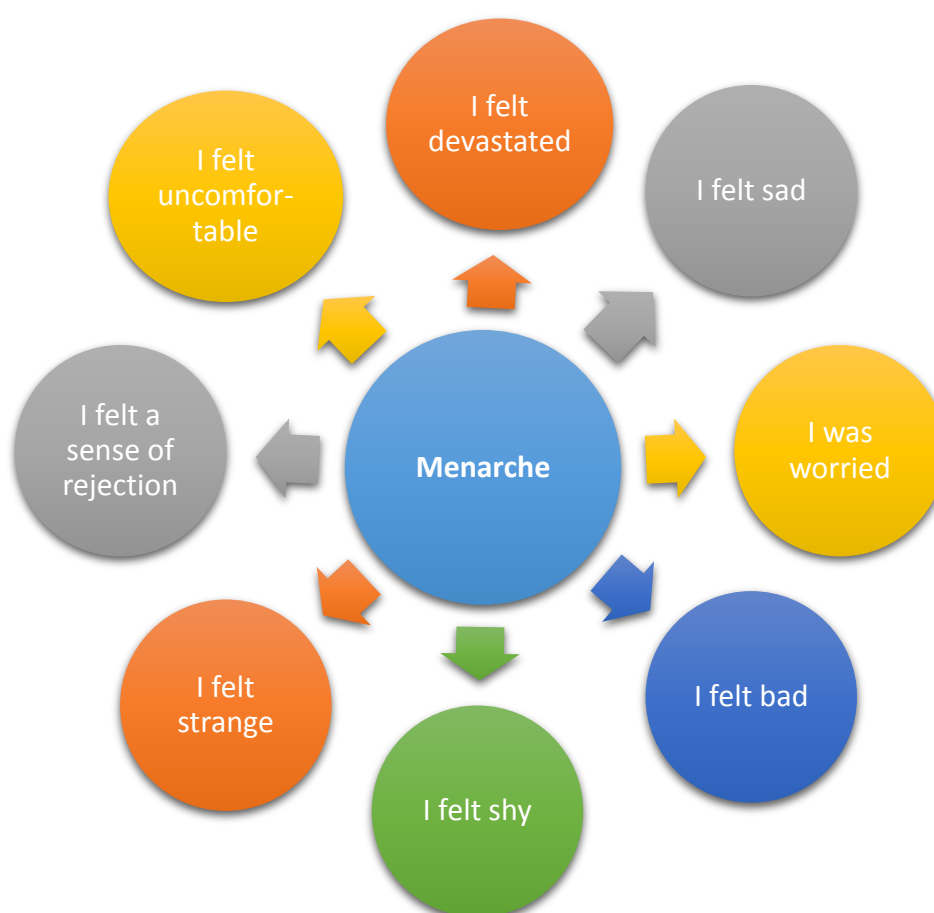 I felt
devastated
I felt sad
I was
worried
I felt bad
I felt shy
I felt
strange
I felt a
sense of
rejection
I felt
uncomfor-
table
Menarche